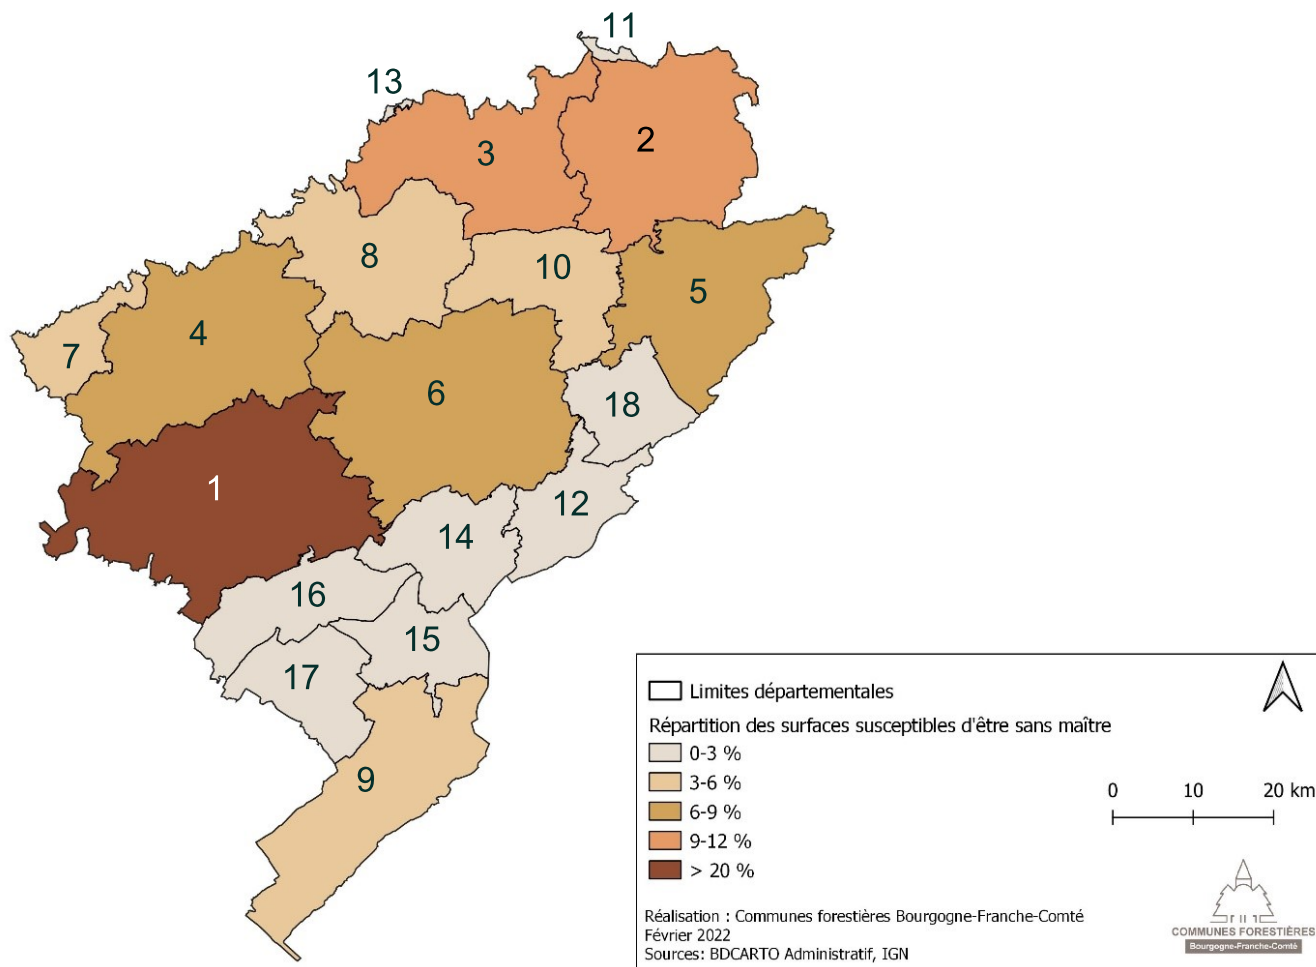 11
13
3
2
8
10
5
4
7
6
18
1
12
14
16
15
17
9
Limites départementales
Répartition des surfaces susceptibles d'être sans maître
0-3 %
3-6 %
6-9 %
9-12 %
> 20 %
0 10 20 km
Réalisation : Communes forestières Bourgogne-Franche-Comté
Février 2022
Sources: BDCARTO Administratif, IGN
COMMUNES FORESTIÈRES
Bourgogne-Franche-Comté